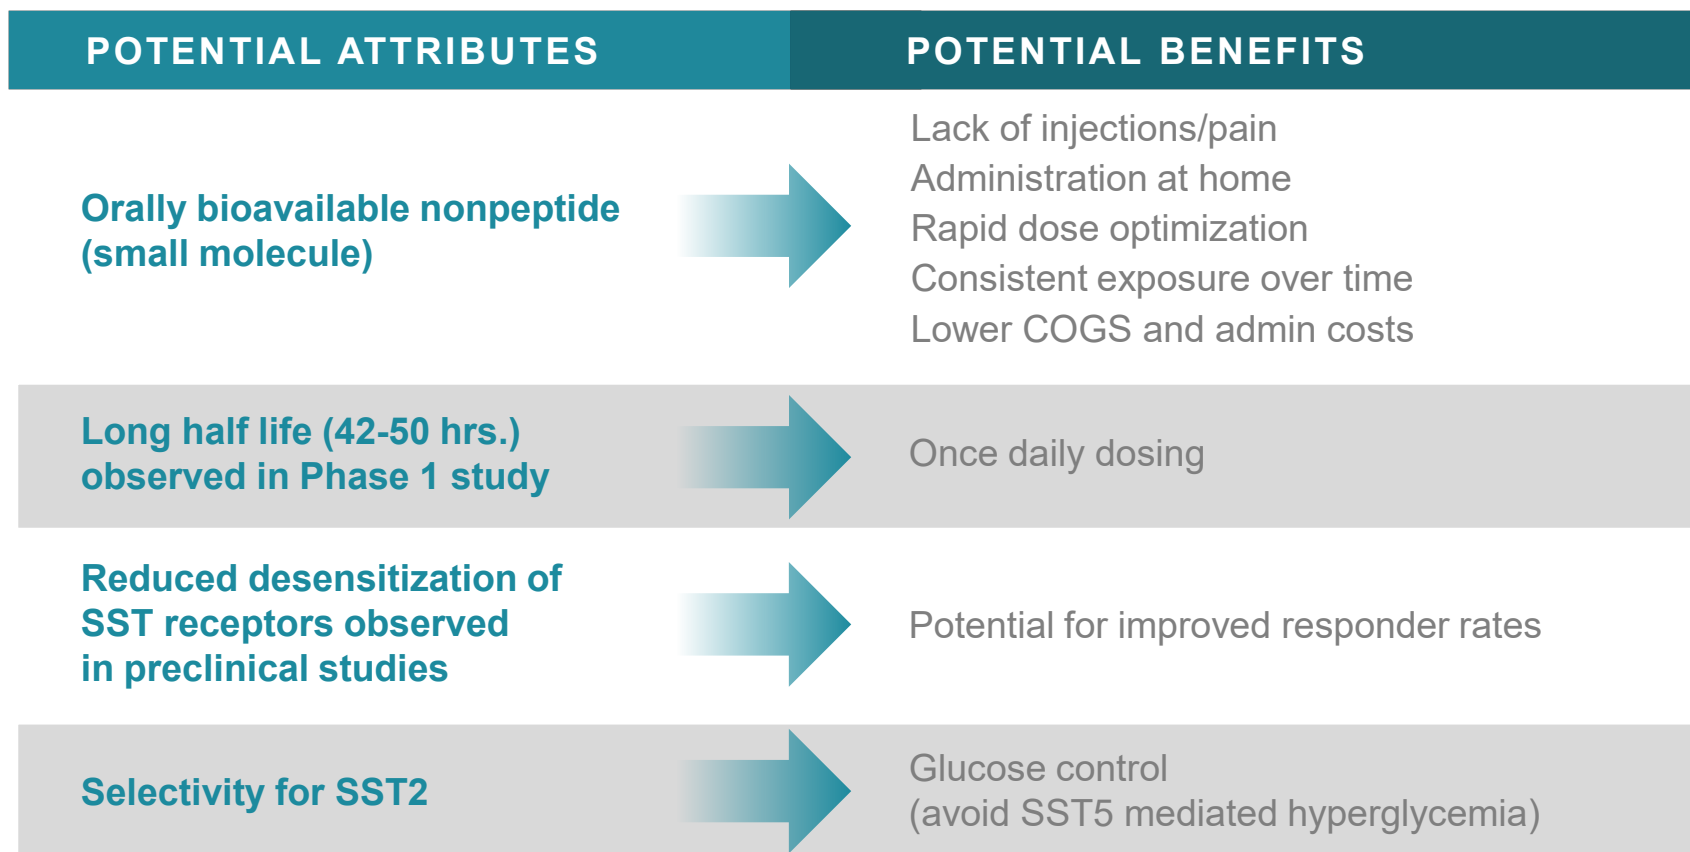 POTENTIAL ATTRIBUTES
POTENTIAL BENEFITS
Orally bioavailable nonpeptide
(small molecule)
Lack of injections/pain
Administration at home
Rapid dose optimization
Consistent exposure over time
Lower COGS and admin costs
Long half life (42-50 hrs.)
observed in Phase 1 study
Once daily dosing
Reduced desensitization of
SST receptors observed
in preclinical studies
Potential for improved responder rates
Selectivity for SST2
Glucose control
(avoid SST5 mediated hyperglycemia)